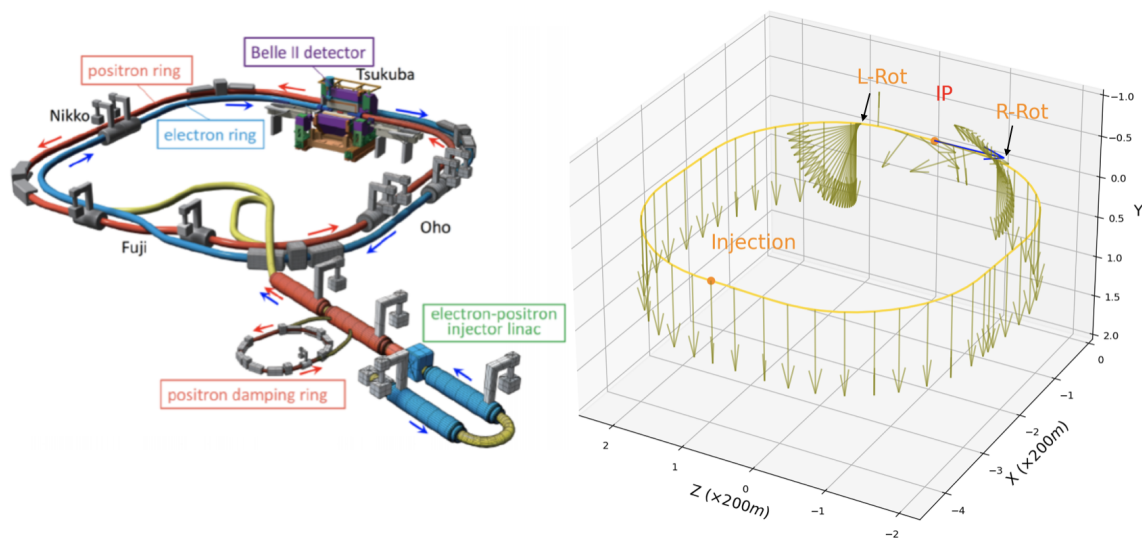 Belle II detector
Tsukuba
positron ring
Nikko
electron ring
Oho
Fuji
electron-positron
injector linac
positron damping ring
L-Rot
IP
R-Rot
Injection
−1.0
−0.5
0.0
0.5
1.0
1.5
2.0
Y
2
1
0
−1
−2
Z (×200m)
0
−1
−2
−3
−4
X (×200m)